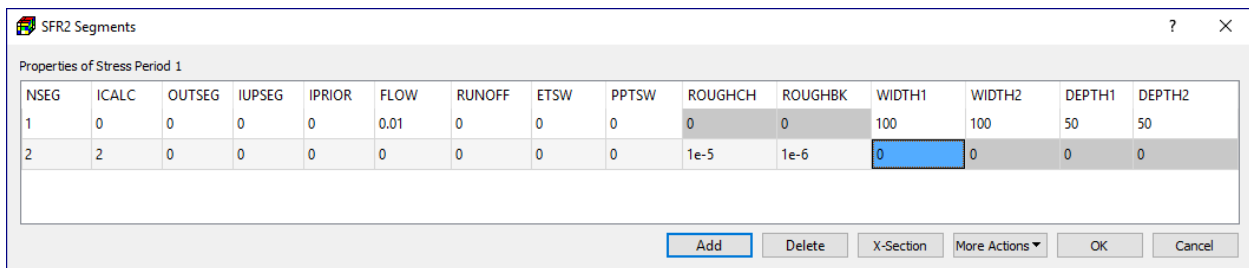 SFR2 Segments ? ×
Properties of Stress Period 1
NSEG ICALC OUTSEG IUPSEG IPRIOR FLOW RUNOFF ETSW PPTSW ROUGHCH ROUGHBK WIDTH1 WIDTH2 DEPTH1 DEPTH2
1 0 0 0 0 0.01 0 0 0 0 0 100 100 50 50
2 2 0 0 0 0 0 0 0 1e-5 1e-6 0 0 0 0
Add Delete X-Section More Actions▼ OK Cancel